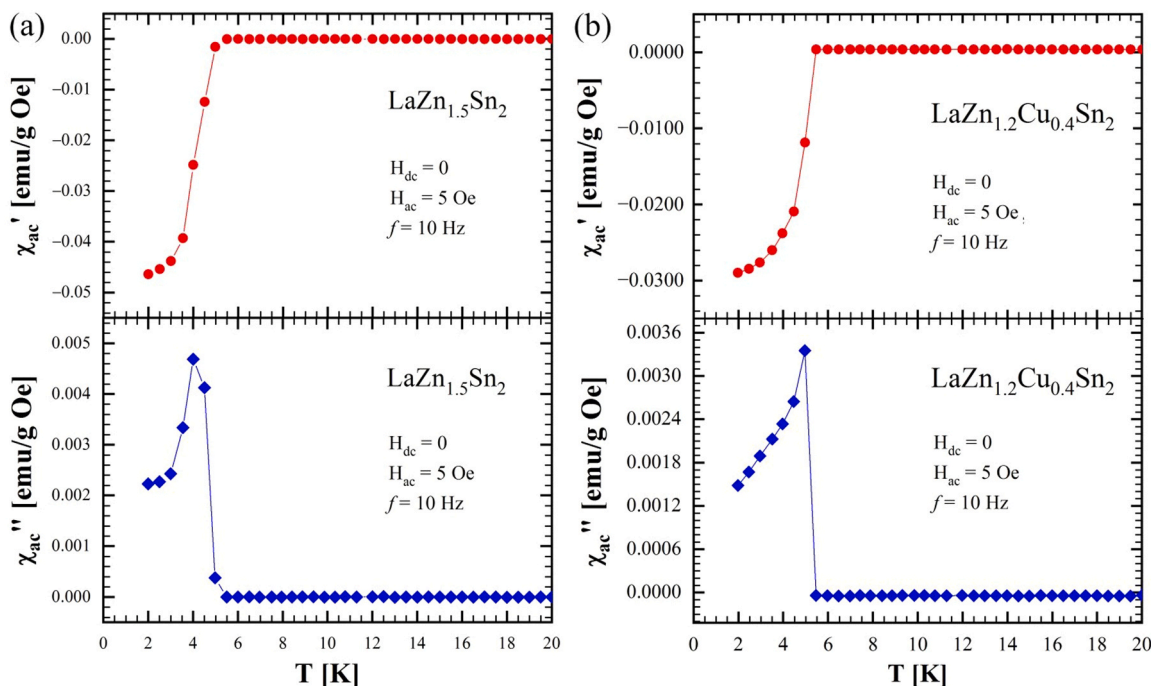 (a)
0.00
−0.01
−0.02
−0.03
−0.04
−0.05
χac' [emu/g Oe]
LaZn1.5Sn2
Hdc = 0
Hac = 5 Oe
f = 10 Hz
0.005
0.004
0.003
0.002
0.001
0.000
χac'' [emu/g Oe]
LaZn1.5Sn2
Hdc = 0
Hac = 5 Oe
f = 10 Hz
0 2 4 6 8 10 12 14 16 18 20
T [K]
(b)
0.0000
−0.0100
−0.0200
−0.0300
χac' [emu/g Oe]
LaZn1.2Cu0.4Sn2
Hdc = 0
Hac = 5 Oe
f = 10 Hz
0.0036
0.0030
0.0024
0.0018
0.0012
0.0006
0.0000
χac'' [emu/g Oe]
LaZn1.2Cu0.4Sn2
Hdc = 0
Hac = 5 Oe
f = 10 Hz
0 2 4 6 8 10 12 14 16 18 20
T [K]